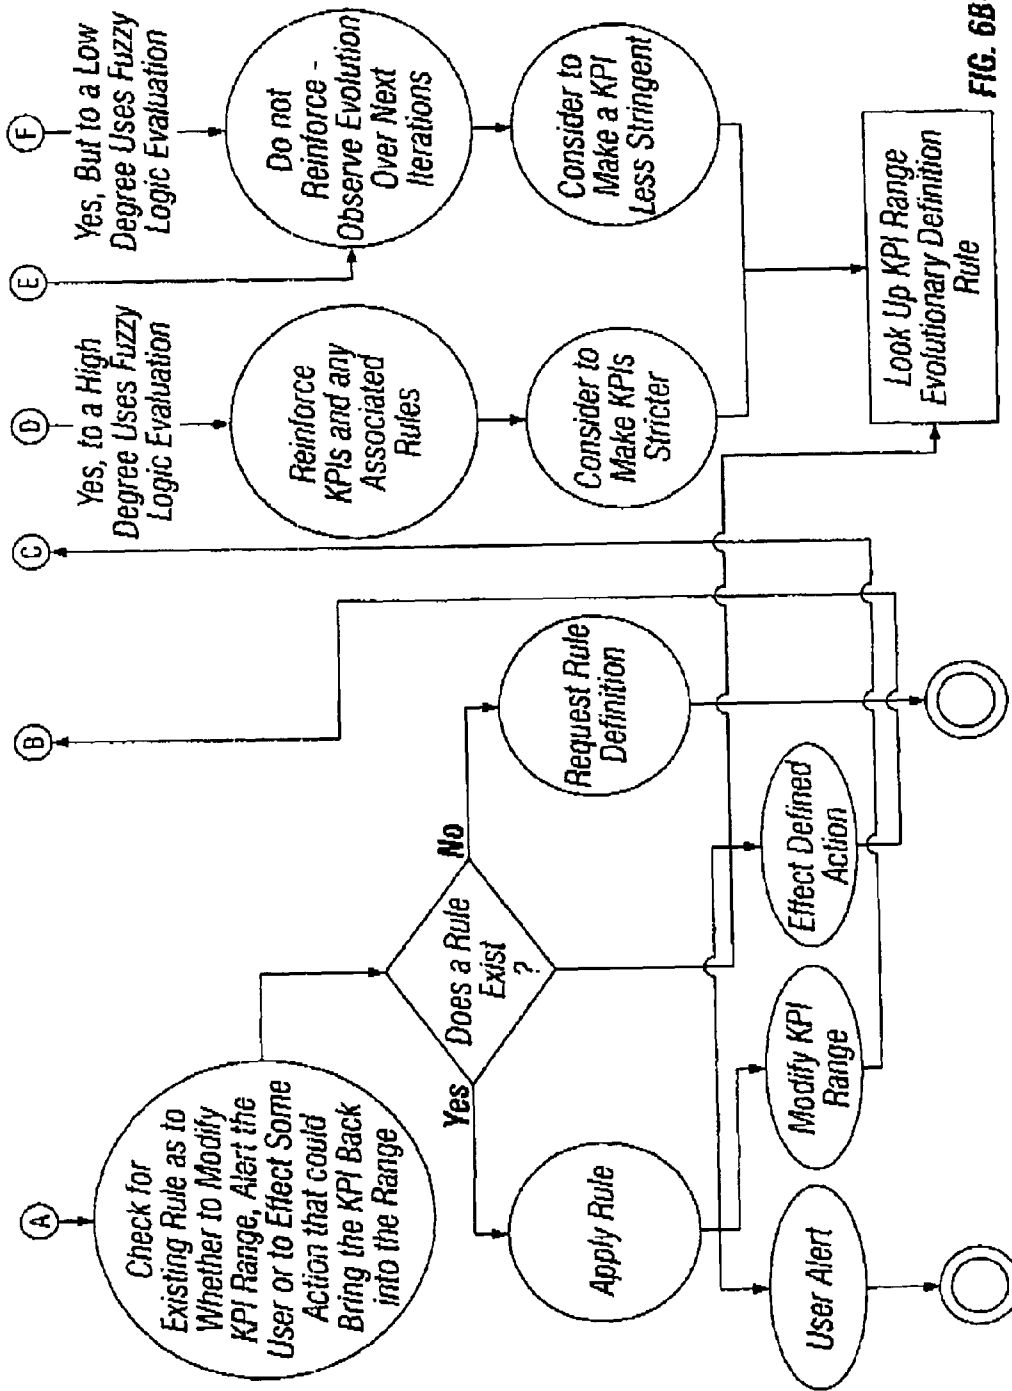 A
Check for
Existing Rule as to
Whether to Modify
KPI Range, Alert the
User or to Effect Some
Action that could
Bring the KPI Back
into the Range
Does a Rule
Exist
?
Yes
No
Apply Rule
Request Rule
Definition
User Alert
Modify KPI
Range
Effect Defined
Action
B
C
D
Yes, to a High
Degree Uses Fuzzy
Logic Evaluation
Reinforce
KPIs and any
Associated
Rules
Consider to
Make KPIs
Stricter
E
F
Yes, But to a Low
Degree Uses Fuzzy
Logic Evaluation
Do not
Reinforce -
Observe Evolution
Over Next
Iterations
Consider to
Make a KPI
Less Stringent
Look Up KPI Range
Evolutionary Definition
Rule
FIG. 6B